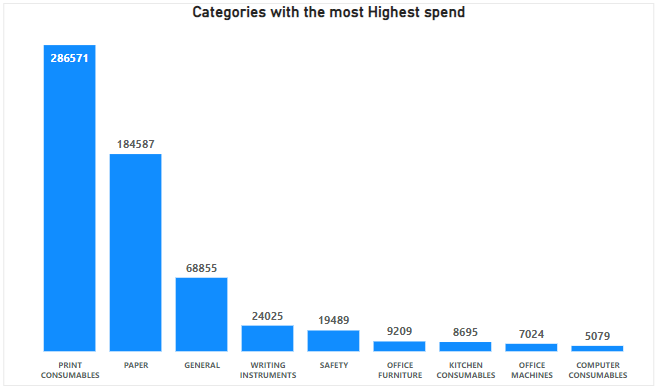 Categories with the most Highest spend
286571
184587
68855
24025
19489
9209
8695
7024
5079
PRINT
CONSUMABLES
PAPER
GENERAL
WRITING
INSTRUMENTS
SAFETY
OFFICE
FURNITURE
KITCHEN
CONSUMABLES
OFFICE
MACHINES
COMPUTER
CONSUMABLES